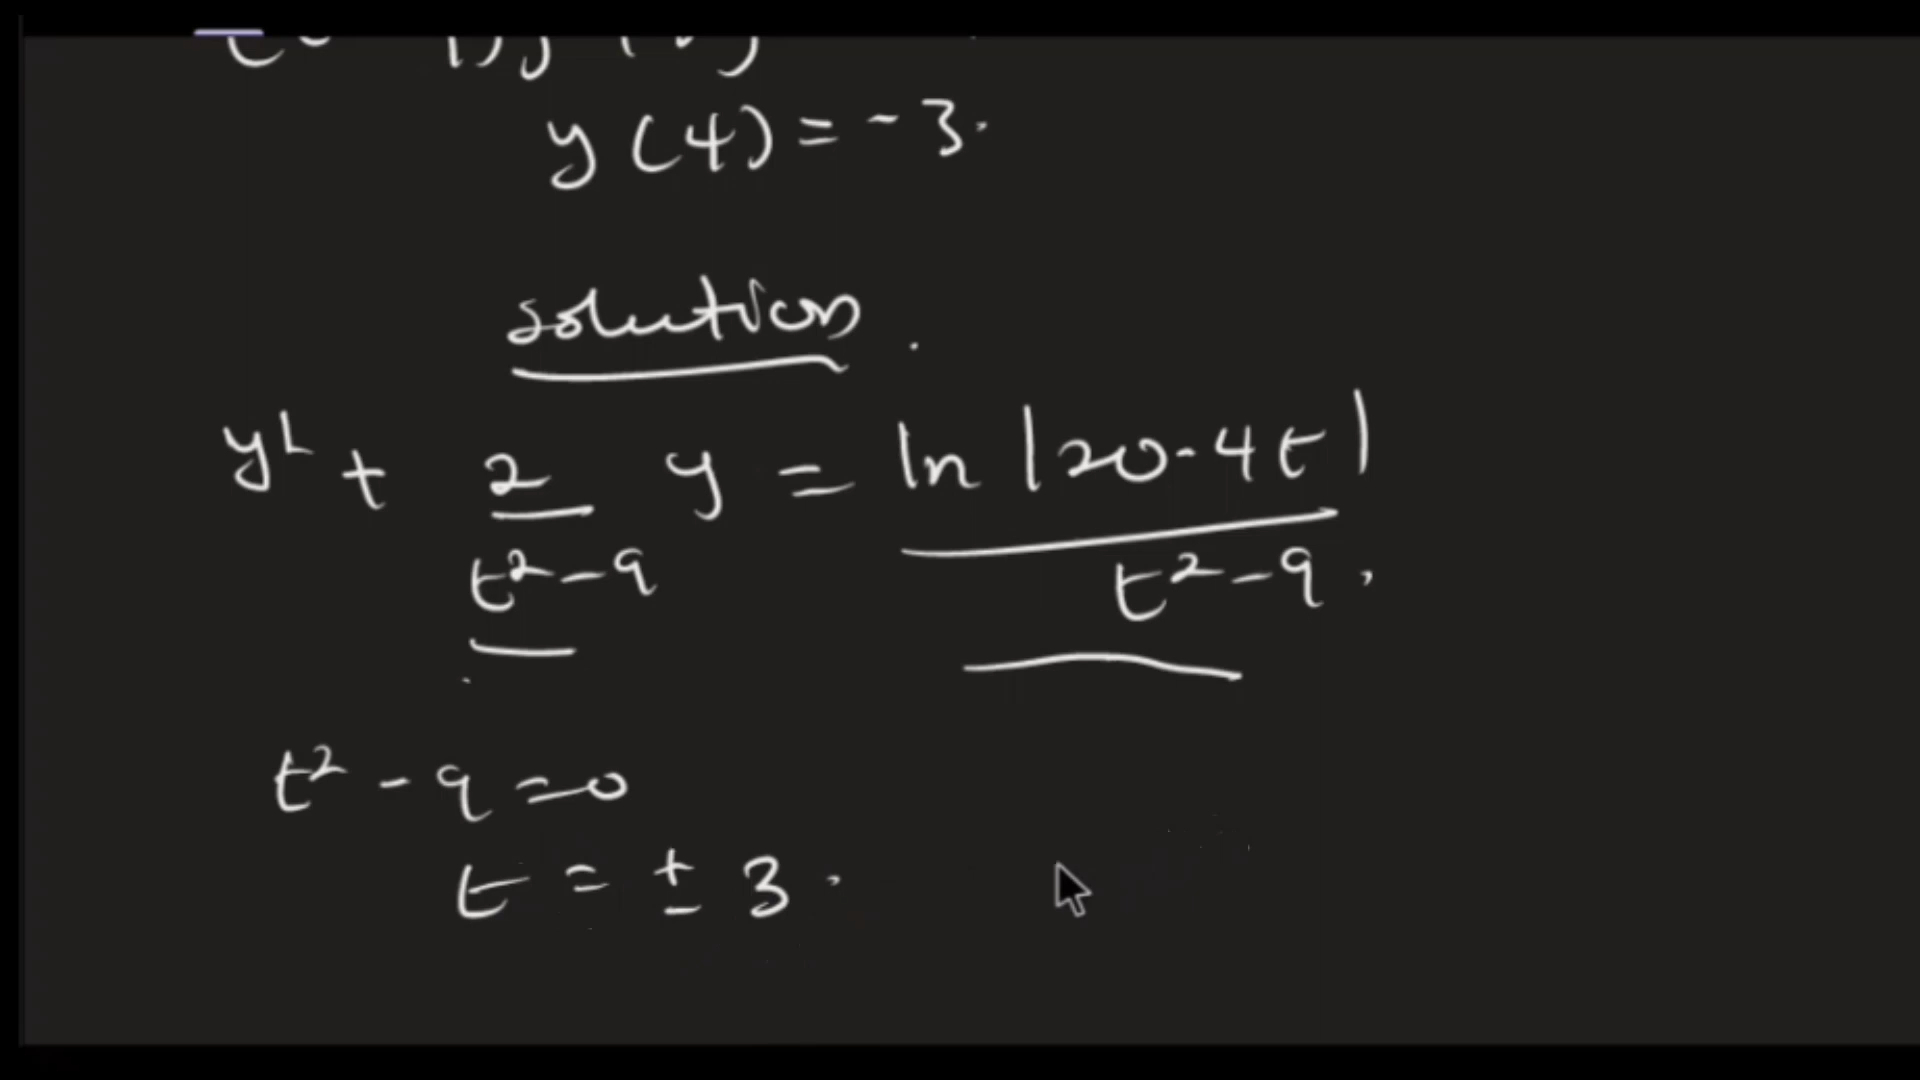 y(4) = -3.
solution.
y' + 2/(t²-9) y = ln|20-4t|/(t²-9).
t² - 9 = 0
t = ± 3.